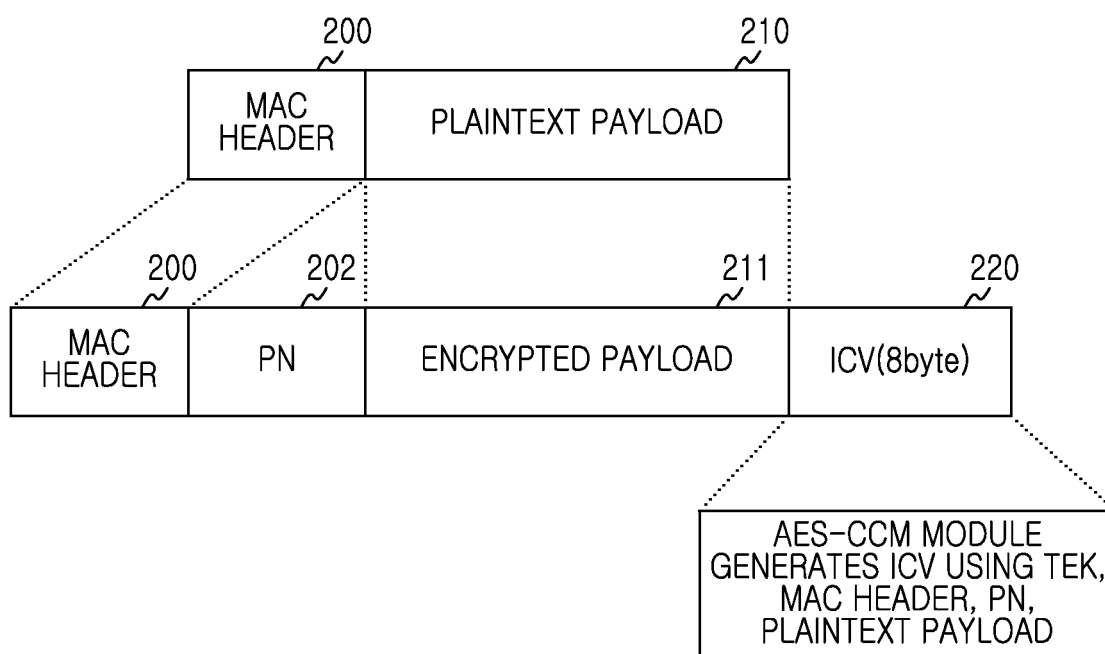 200
210
MAC
HEADER
PLAINTEXT PAYLOAD
200
202
211
220
MAC
HEADER
PN
ENCRYPTED PAYLOAD
ICV(8byte)
AES-CCM MODULE
GENERATES ICV USING TEK,
MAC HEADER, PN,
PLAINTEXT PAYLOAD